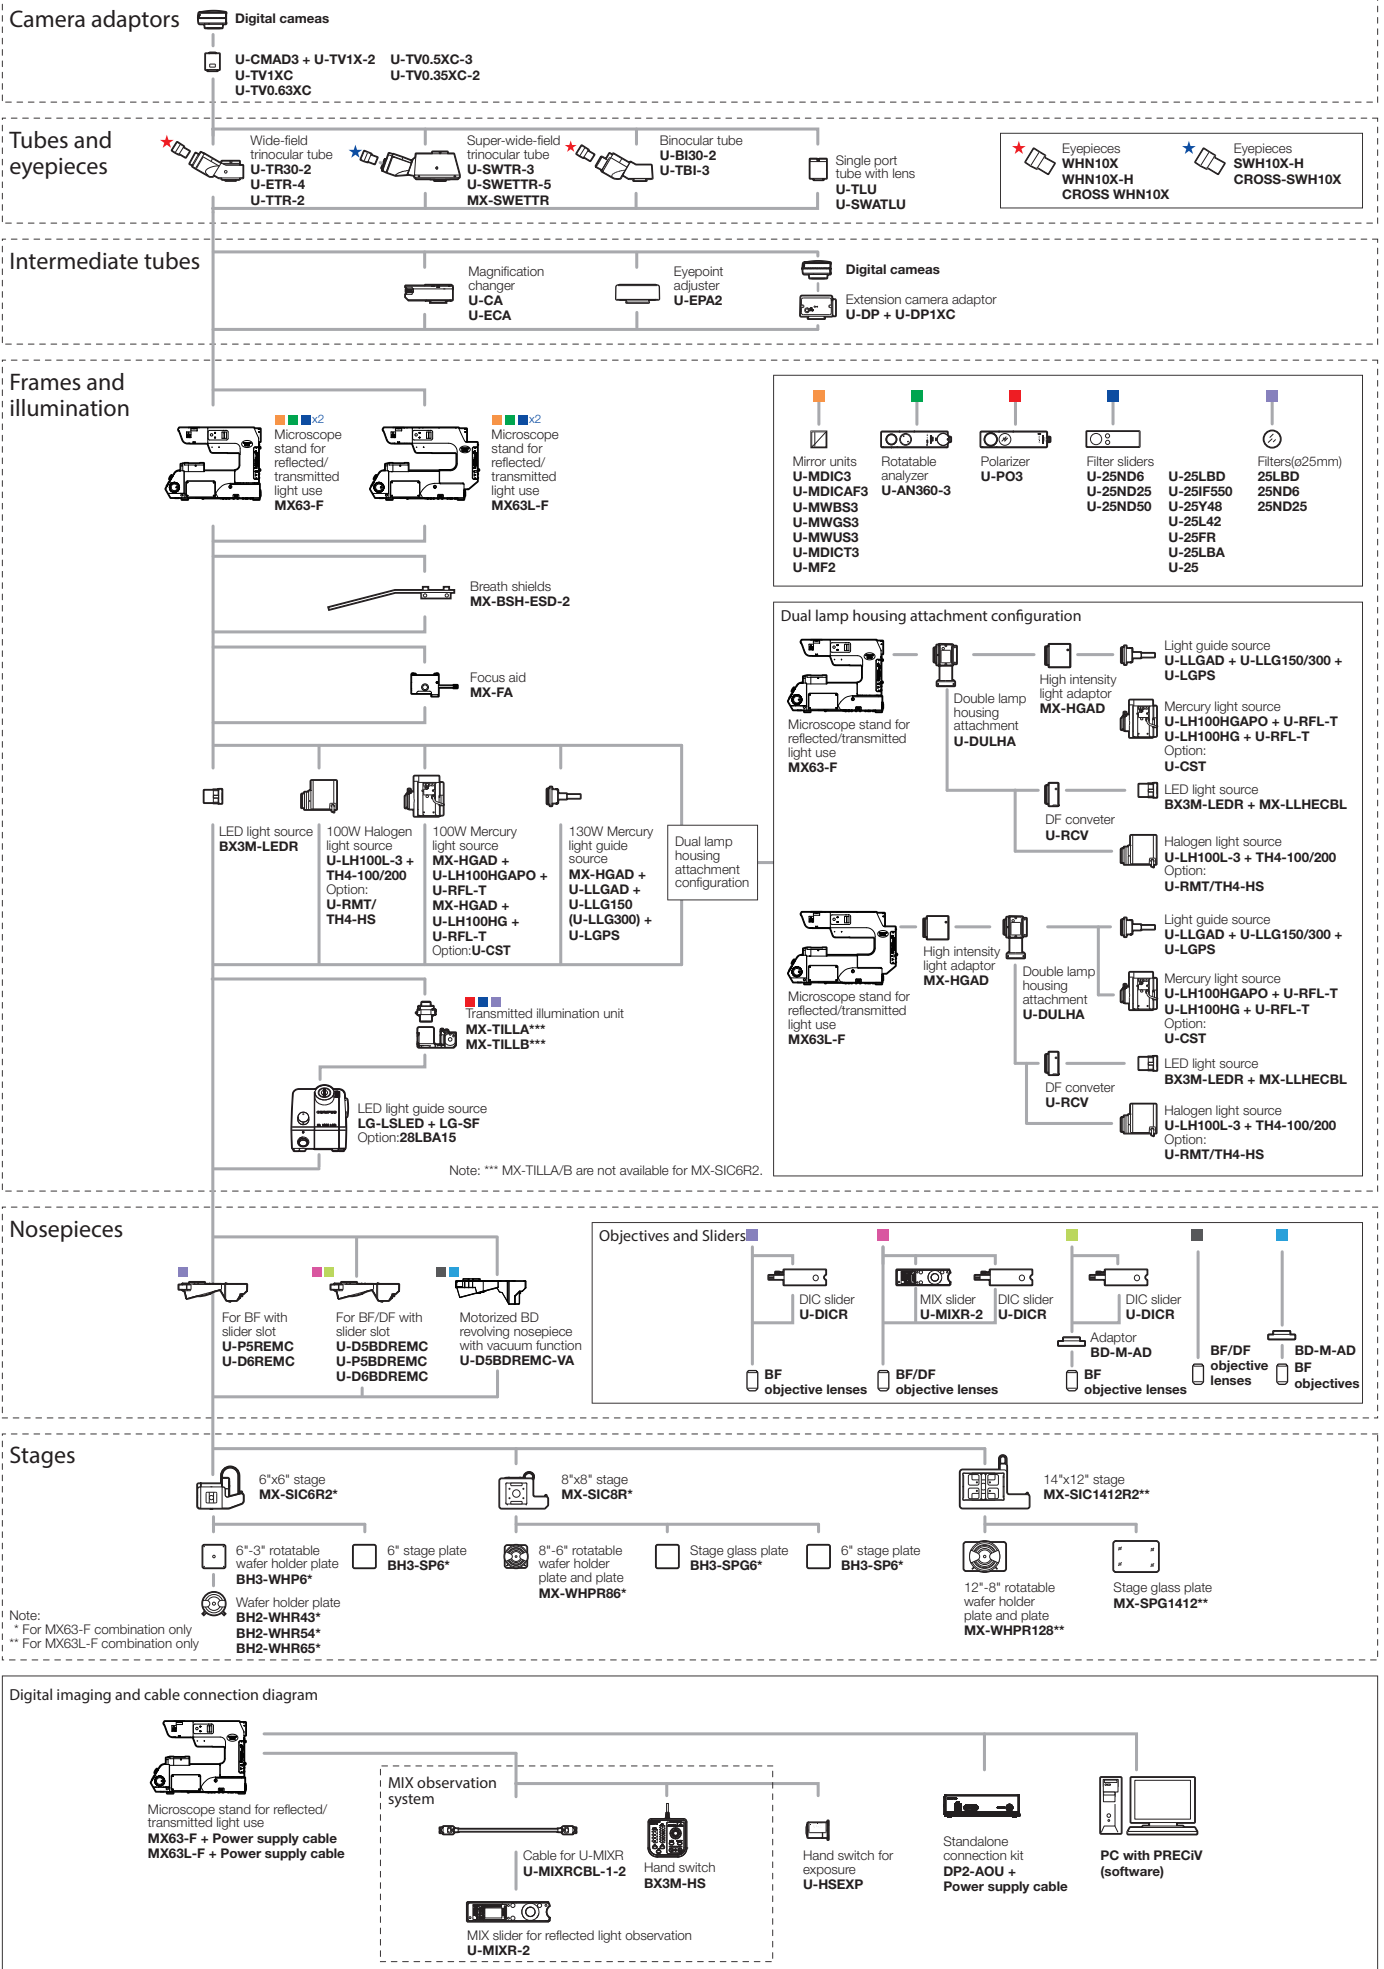 Camera adaptors
Digital cameas
U-CMAD3 + U-TV1X-2
U-TV1XC
U-TV0.63XC
U-TV0.5XC-3
U-TV0.35XC-2
Tubes and
eyepieces
Wide-field
trinocular tube
U-TR30-2
U-ETR-4
U-TTR-2
Super-wide-field
trinocular tube
U-SWTR-3
U-SWETTR-5
MX-SWETTR
Binocular tube
U-BI30-2
U-TBI-3
Single port
tube with lens
U-TLU
U-SWATLU
Eyepieces
WHN10X
WHN10X-H
CROSS WHN10X
Eyepieces
SWH10X-H
CROSS-SWH10X
Intermediate tubes
Magnification
changer
U-CA
U-ECA
Eyepoint
adjuster
U-EPA2
Digital cameas
Extension camera adaptor
U-DP + U-DP1XC
Frames and
illumination
x2
Microscope
stand for
reflected/
transmitted
light use
MX63-F
x2
Microscope
stand for
reflected/
transmitted
light use
MX63L-F
Mirror units
U-MDIC3
U-MDICAF3
U-MWBS3
U-MWGS3
U-MWUS3
U-MDICT3
U-MF2
Rotatable
analyzer
U-AN360-3
Polarizer
U-PO3
Filter sliders
U-25ND6
U-25ND25
U-25ND50
U-25LBD
U-25IF550
U-25Y48
U-25L42
U-25FR
U-25LBA
U-25
Filters(ø25mm)
25LBD
25ND6
25ND25
Breath shields
MX-BSH-ESD-2
Focus aid
MX-FA
LED light source
BX3M-LEDR
100W Halogen
light source
U-LH100L-3 +
TH4-100/200
Option:
U-RMT/
TH4-HS
100W Mercury
light source
MX-HGAD +
U-LH100HGAPO +
U-RFL-T
MX-HGAD +
U-LH100HG +
U-RFL-T
Option:U-CST
130W Mercury
light guide
source
MX-HGAD +
U-LLGAD +
U-LLG150
(U-LLG300) +
U-LGPS
Dual lamp
housing
attachment
configuration
Dual lamp housing attachment configuration
Microscope stand for
reflected/transmitted
light use
MX63-F
Double lamp
housing
attachment
U-DULHA
High intensity
light adaptor
MX-HGAD
Light guide source
U-LLGAD + U-LLG150/300 +
U-LGPS
Mercury light source
U-LH100HGAPO + U-RFL-T
U-LH100HG + U-RFL-T
Option:
U-CST
DF conveter
U-RCV
LED light source
BX3M-LEDR + MX-LLHECBL
Halogen light source
U-LH100L-3 + TH4-100/200
Option:
U-RMT/TH4-HS
Microscope stand for
reflected/transmitted
light use
MX63L-F
High intensity
light adaptor
MX-HGAD
Double lamp
housing
attachment
U-DULHA
Light guide source
U-LLGAD + U-LLG150/300 +
U-LGPS
Mercury light source
U-LH100HGAPO + U-RFL-T
U-LH100HG + U-RFL-T
Option:
U-CST
DF conveter
U-RCV
LED light source
BX3M-LEDR + MX-LLHECBL
Halogen light source
U-LH100L-3 + TH4-100/200
Option:
U-RMT/TH4-HS
Transmitted illumination unit
MX-TILLA***
MX-TILLB***
LED light guide source
LG-LSLED + LG-SF
Option:28LBA15
Note: *** MX-TILLA/B are not available for MX-SIC6R2.
Nosepieces
For BF with
slider slot
U-P5REMC
U-D6REMC
For BF/DF with
slider slot
U-D5BDREMC
U-P5BDREMC
U-D6BDREMC
Motorized BD
revolving nosepiece
with vacuum function
U-D5BDREMC-VA
Objectives and Sliders
DIC slider
U-DICR
BF
objective lenses
MIX slider
U-MIXR-2
DIC slider
U-DICR
BF/DF
objective lenses
DIC slider
U-DICR
Adaptor
BD-M-AD
BF
objective lenses
BF/DF
objective
lenses
BD-M-AD
BF
objectives
Stages
6"x6" stage
MX-SIC6R2*
8"x8" stage
MX-SIC8R*
14"x12" stage
MX-SIC1412R2**
6"-3" rotatable
wafer holder plate
BH3-WHP6*
6" stage plate
BH3-SP6*
8"-6" rotatable
wafer holder
plate and plate
MX-WHPR86*
Stage glass plate
BH3-SPG6*
6" stage plate
BH3-SP6*
12"-8" rotatable
wafer holder
plate and plate
MX-WHPR128**
Stage glass plate
MX-SPG1412**
Wafer holder plate
BH2-WHR43*
BH2-WHR54*
BH2-WHR65*
Note:
* For MX63-F combination only
** For MX63L-F combination only
Digital imaging and cable connection diagram
Microscope stand for reflected/
transmitted light use
MX63-F + Power supply cable
MX63L-F + Power supply cable
MIX observation
system
Cable for U-MIXR
U-MIXRCBL-1-2
Hand switch
BX3M-HS
MIX slider for reflected light observation
U-MIXR-2
Hand switch for
exposure
U-HSEXP
Standalone
connection kit
DP2-AOU +
Power supply cable
PC with PRECiV
(software)